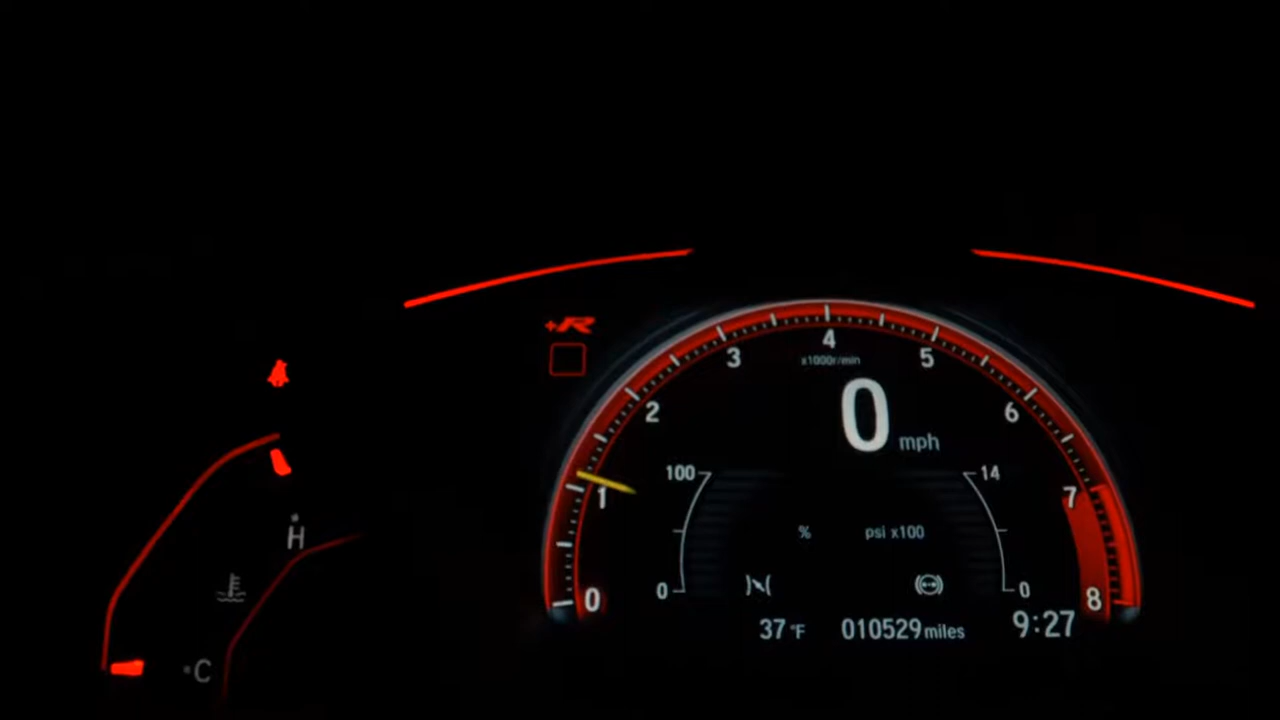 +R
4
3 5
x1000r/min
2 0 mph 6
100 14
1 7
H % psi x100
0 0
0 8
37 °F 010529 miles 9:27
C